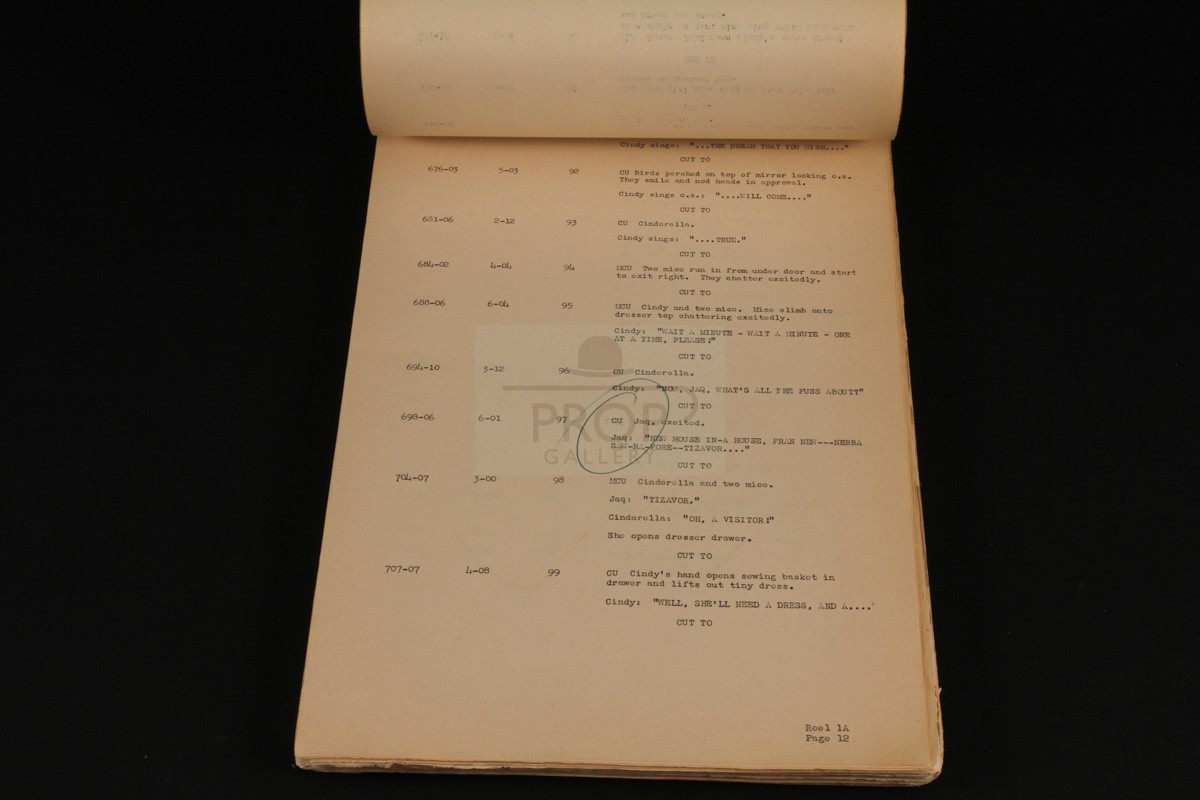 Cindy sings: "...THE DREAM THAT YOU WISH...."
CUT TO
676-03 5-03 92 CU Birds perched on top of mirror looking o.s.
They smile and nod heads in approval.
Cindy sings o.s.: "....WILL COME...."
CUT TO
681-06 2-12 93 CU Cinderella.
Cindy sings: "....TRUE."
CUT TO
684-02 4-04 94 MCU Two mice run in from under door and start
to exit right. They chatter excitedly.
CUT TO
688-06 6-04 95 MCU Cindy and two mice. Mice climb onto
dresser top chattering excitedly.
Cindy: "WAIT A MINUTE - WAIT A MINUTE - ONE
AT A TIME, PLEASE!"
CUT TO
694-10 3-12 96 CU Cinderella.
Cindy: "NOW, JAQ, WHAT'S ALL THE FUSS ABOUT?"
CUT TO
698-06 6-01 97 CU Jaq, excited.
Jaq: "NEW MOUSE IN-A HOUSE, FRAN NEW---NEBBA
SAW-RA-FORE--TIZAVOR...."
CUT TO
704-07 3-00 98 MCU Cinderella and two mice.
Jaq: "TIZAVOR."
Cinderella: "OH, A VISITOR!"
She opens dresser drawer.
CUT TO
707-07 4-08 99 CU Cindy's hand opens sewing basket in
drawer and lifts out tiny dress.
Cindy: "WELL, SHE'LL NEED A DRESS, AND A....'
CUT TO
Reel 1A
Page 12
PROP
GALLERY